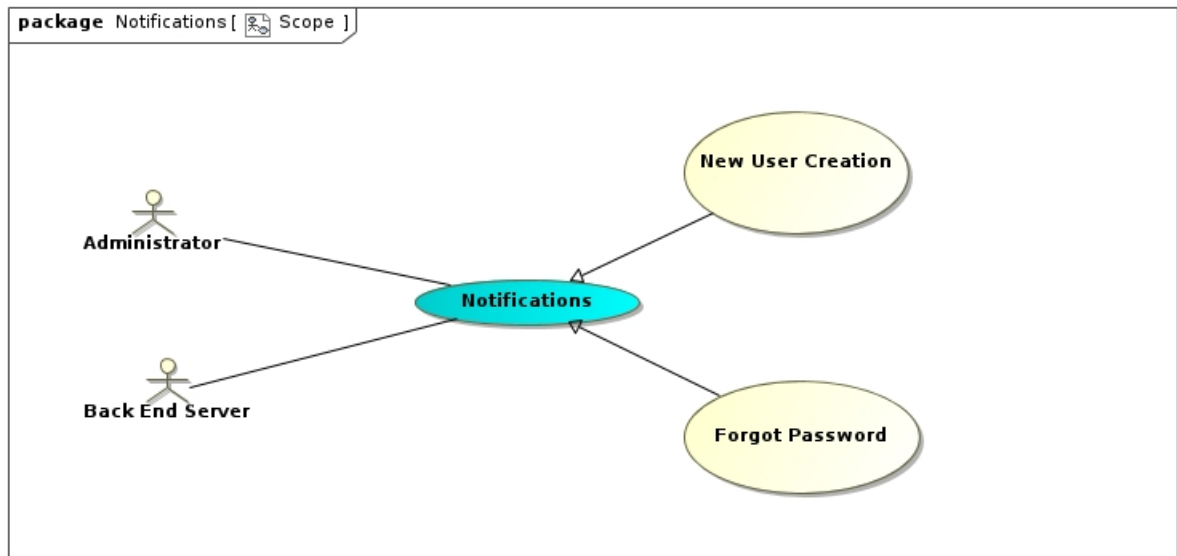 package Notifications [ Scope ]
New User Creation
Administrator
Notifications
Back End Server
Forgot Password